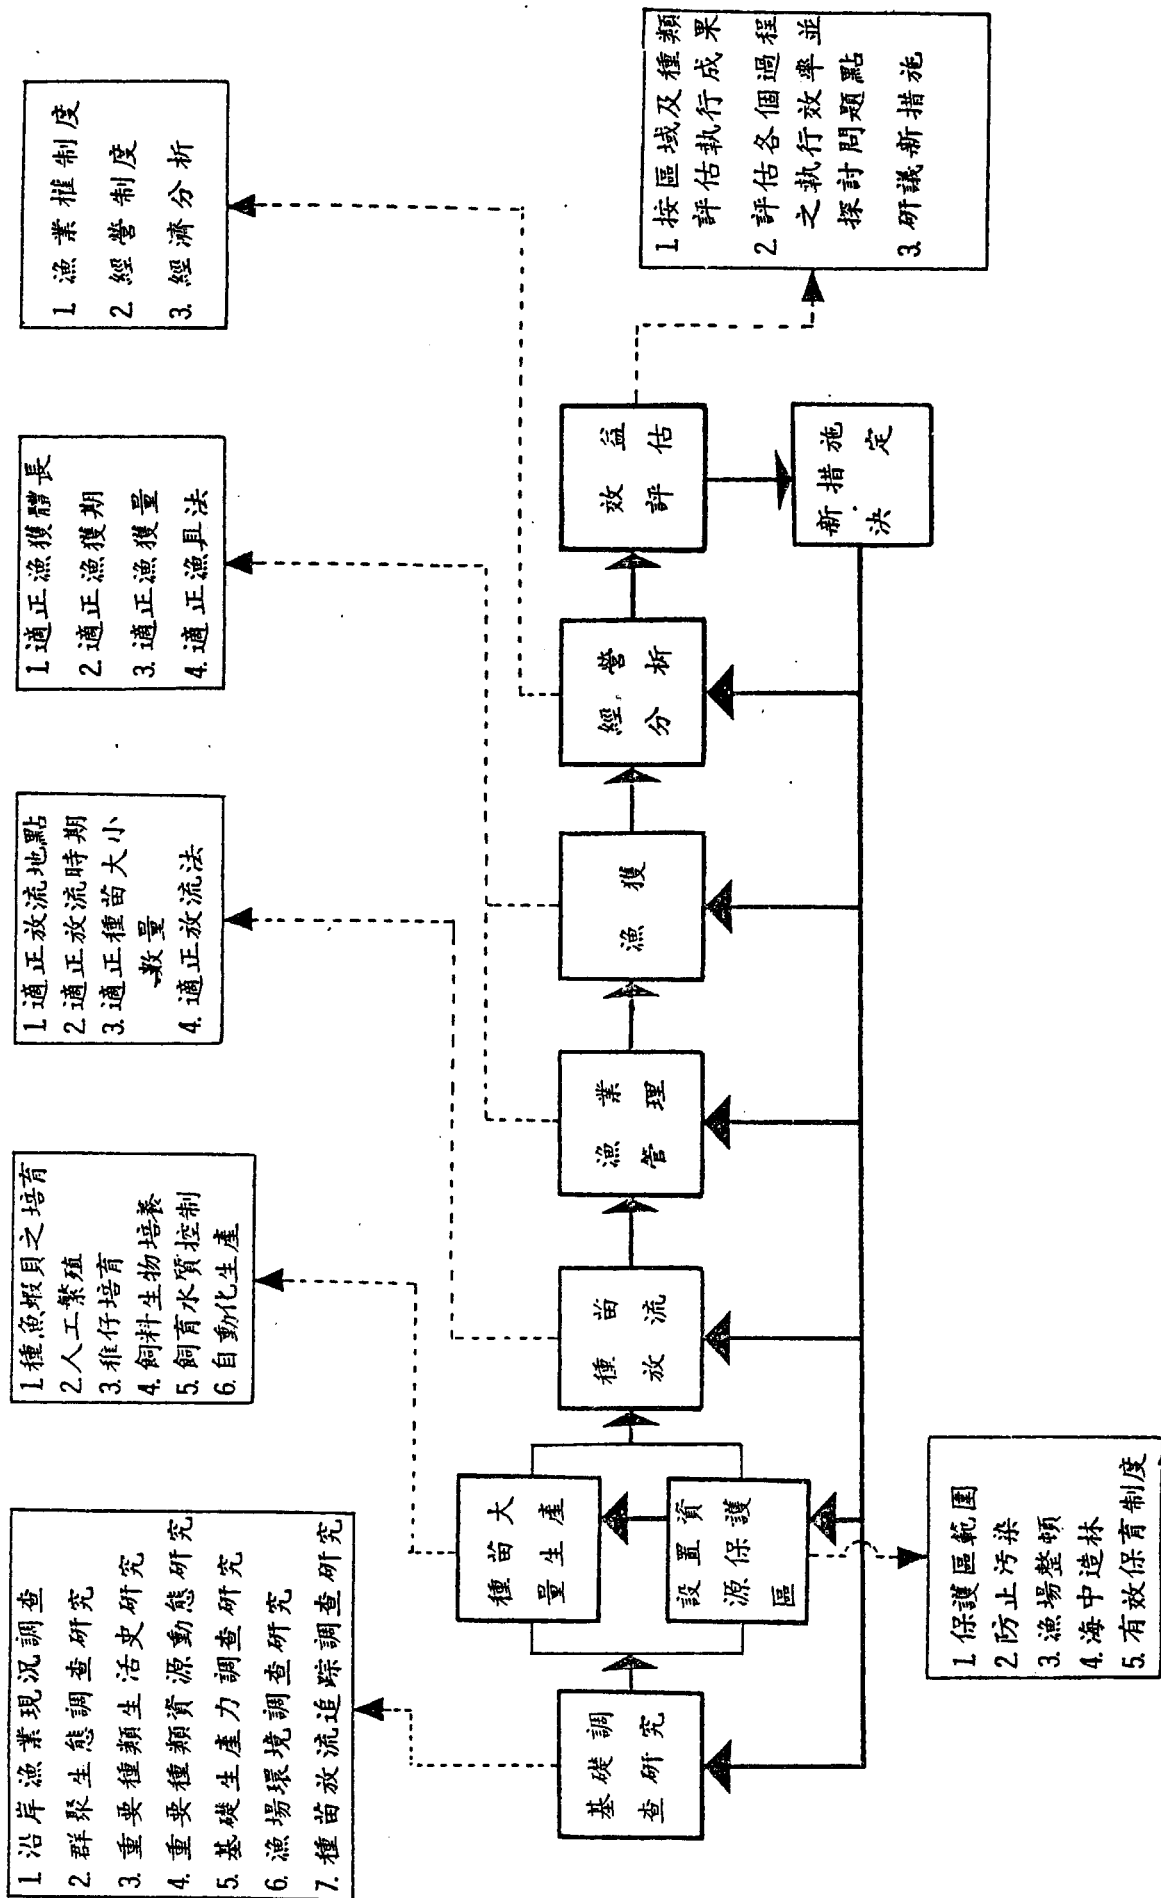 1. 沿岸漁業現況調查
2. 群聚生態調查研究
3. 重要種類生活史研究
4. 重要種類資源動態研究
5. 基礎生產力調查研究
6. 漁場環境調查研究
7. 種苗放流追踪調查研究
1. 種魚蝦貝之培育
2. 人工繁殖
3. 稚仔培育
4. 飼料生物培養
5. 飼育水質控制
6. 自動化生產
1. 適正放流地點
2. 適正放流時期
3. 適正種苗大小
數量
4. 適正放流法
1. 適正漁獲體長
2. 適正漁獲期
3. 適正漁獲量
4. 適正漁具法
1. 漁業權制度
2. 經營制度
3. 經濟分析
基礎調
查研究
種苗大
量生產
設置資
源保護
區
種苗
放流
漁業
管理
漁獲
經營
分析
效益
評估
新措施
決定
1. 保護區範圍
2. 防止污染
3. 漁場整頓
4. 海中造林
5. 有效保育制度
1. 按區域及種類
評估執行成果
2. 評估各個過程
之執行效率並
探討問題點
3. 研議新措施